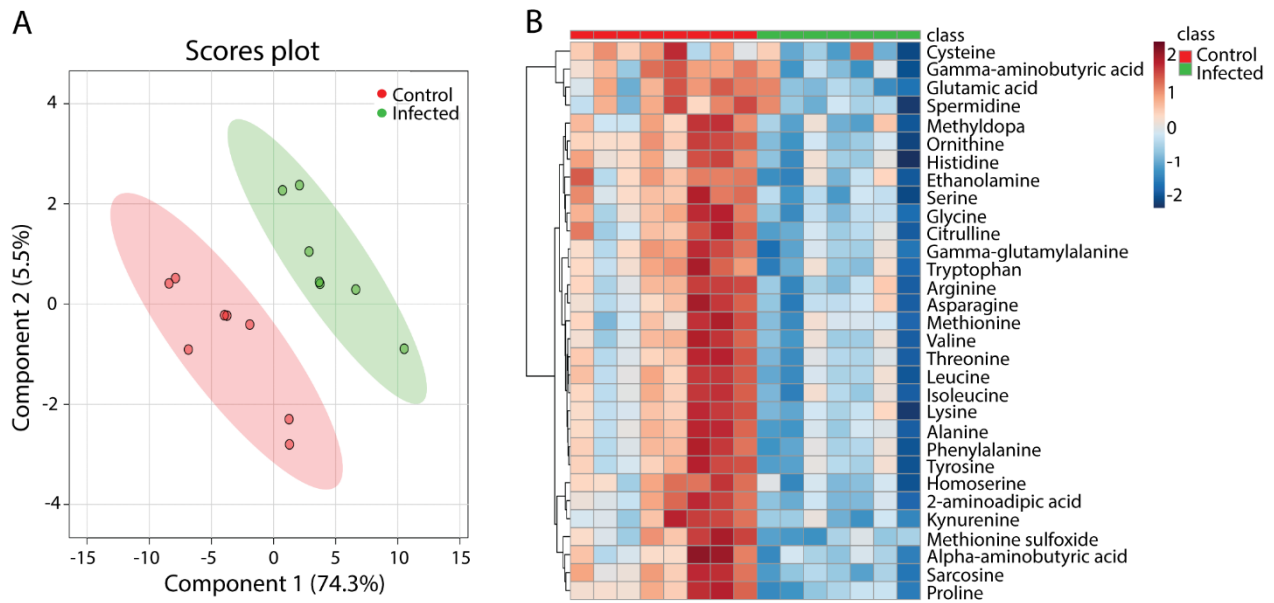 A
Scores plot
Control
Infected
4
2
0
-2
-4
Component 2 (5.5%)
-15
-10
-5
0
5
10
15
Component 1 (74.3%)
B
class
Cysteine
Gamma-aminobutyric acid
Glutamic acid
Spermidine
Methyldopa
Ornithine
Histidine
Ethanolamine
Serine
Glycine
Citrulline
Gamma-glutamylalanine
Tryptophan
Arginine
Asparagine
Methionine
Valine
Threonine
Leucine
Isoleucine
Lysine
Alanine
Phenylalanine
Tyrosine
Homoserine
2-aminoadipic acid
Kynurenine
Methionine sulfoxide
Alpha-aminobutyric acid
Sarcosine
Proline
2
1
0
-1
-2
class
Control
Infected